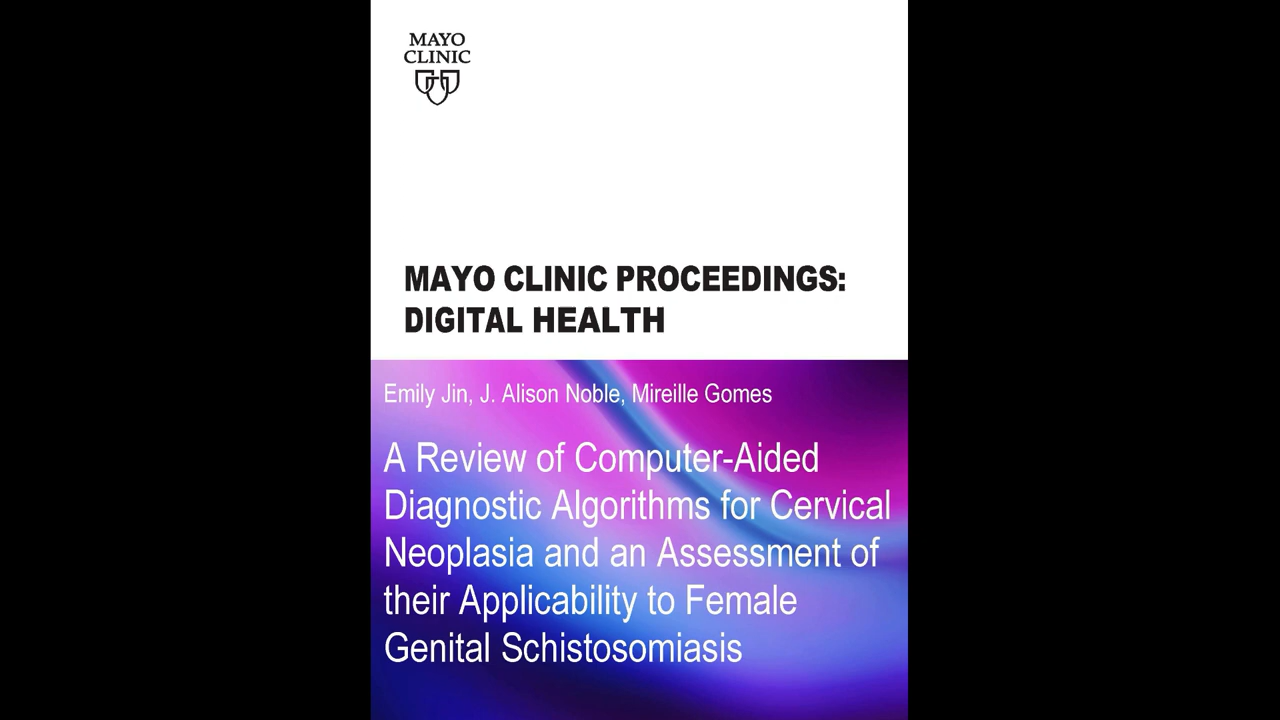 MAYO
CLINIC
MAYO CLINIC PROCEEDINGS:
DIGITAL HEALTH
Emily Jin, J. Alison Noble, Mireille Gomes
A Review of Computer-Aided
Diagnostic Algorithms for Cervical
Neoplasia and an Assessment of
their Applicability to Female
Genital Schistosomiasis